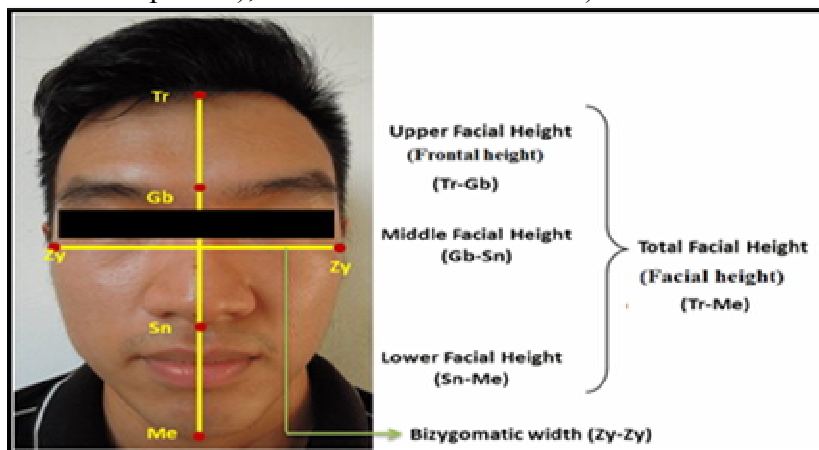 Tr
Upper Facial Height
(Frontal height)
(Tr-Gb)
Gb
Middle Facial Height
(Gb-Sn)
Total Facial Height
(Facial height)
(Tr-Me)
Zy
Zy
Sn
Lower Facial Height
(Sn-Me)
Me
Bizygomatic width (Zy-Zy)